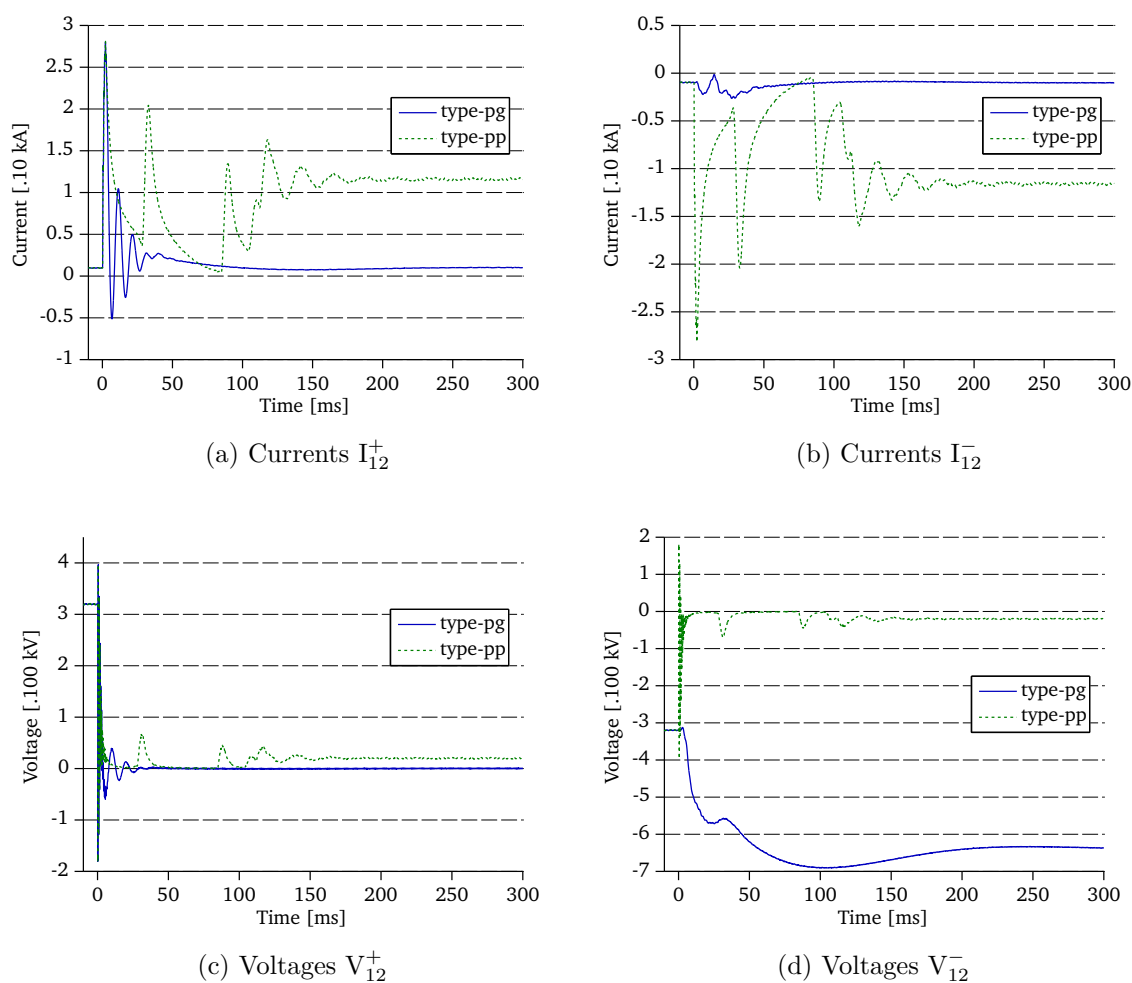 3
2.5
2
1.5
1
0.5
0
-0.5
-1
Current [.10 kA]
type-pg
type-pp
0 50 100 150 200 250 300
Time [ms]
(a) Currents I₁₂⁺
0.5
0
-0.5
-1
-1.5
-2
-2.5
-3
Current [.10 kA]
type-pg
type-pp
0 50 100 150 200 250 300
Time [ms]
(b) Currents I₁₂⁻
4
3
2
1
0
-1
-2
Voltage [.100 kV]
type-pg
type-pp
0 50 100 150 200 250 300
Time [ms]
(c) Voltages V₁₂⁺
2
1
0
-1
-2
-3
-4
-5
-6
-7
Voltage [.100 kV]
type-pg
type-pp
0 50 100 150 200 250 300
Time [ms]
(d) Voltages V₁₂⁻